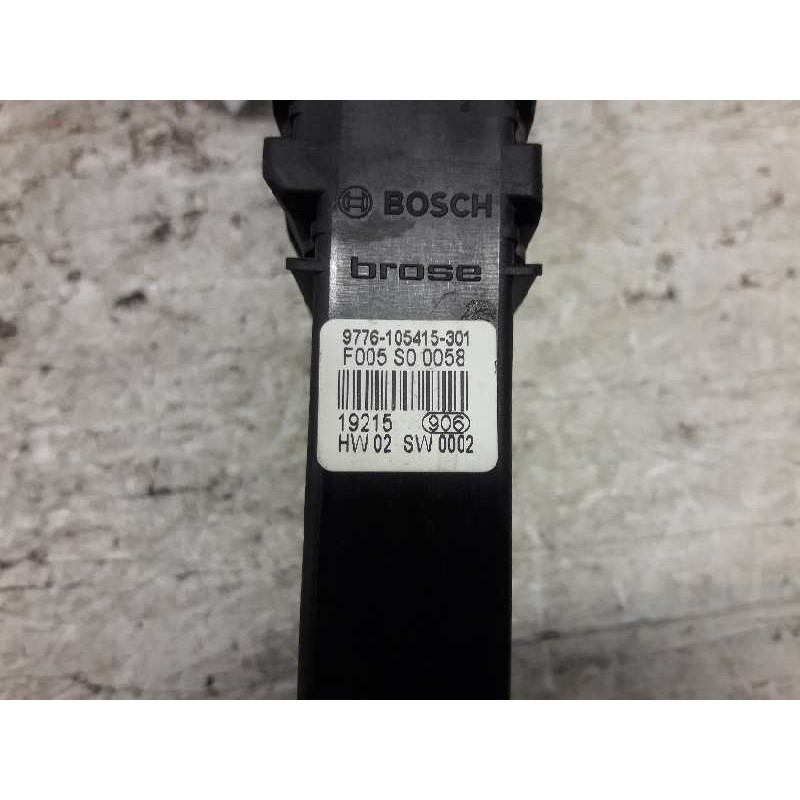 BOSCH
brose
9776-105415-301
F005 S0 0058
19215 906
HW 02 SW 0002